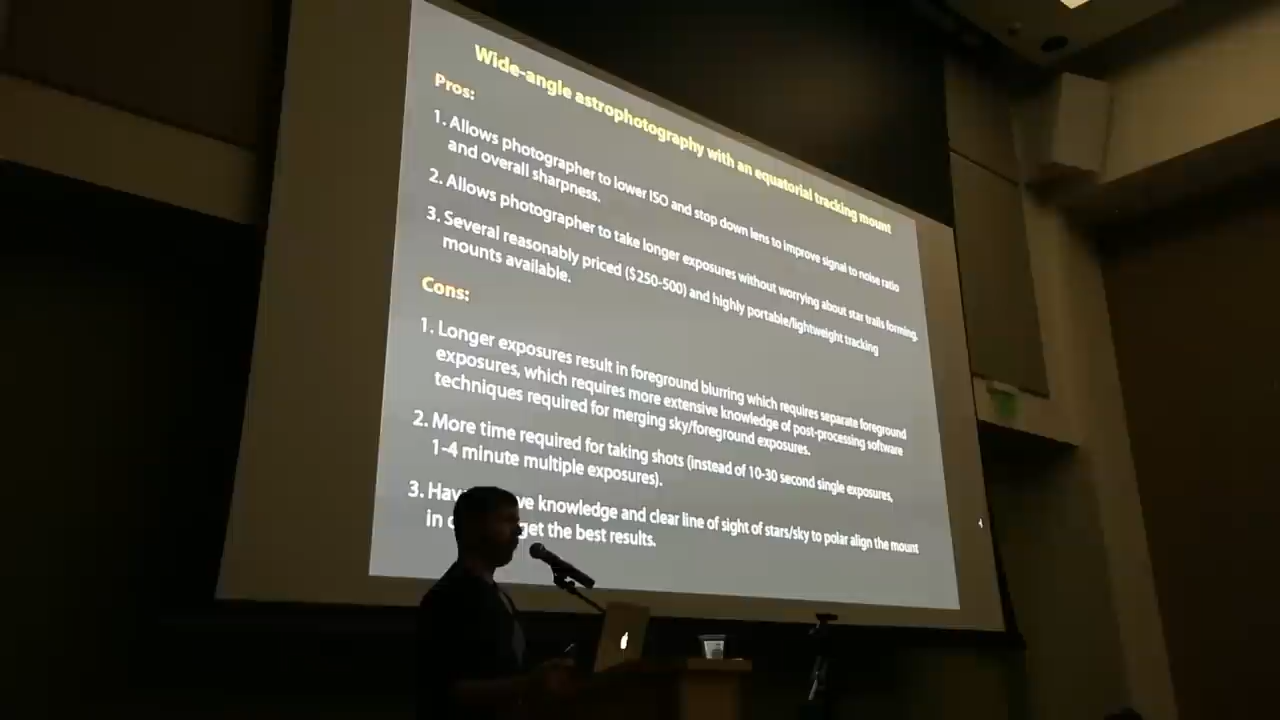 Wide-angle astrophotography with an equatorial tracking mount
Pros:
1. Allows photographer to lower ISO and stop down lens to improve signal to noise ratio
and overall sharpness.
2. Allows photographer to take longer exposures without worrying about star trails forming.
3. Several reasonably priced ($250-500) and highly portable/lightweight tracking
mounts available.
Cons:
1. Longer exposures result in foreground blurring which requires separate foreground
exposures, which requires more extensive knowledge of post-processing software
techniques required for merging sky/foreground exposures.
2. More time required for taking shots (instead of 10-30 second single exposures,
1-4 minute multiple exposures).
3. knowledge and clear line of sight of stars/sky to polar align the mount
in get the best results.